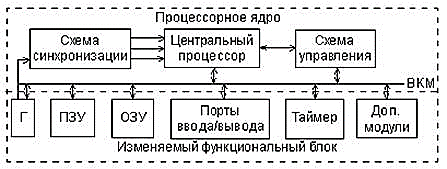 Процессорное ядро
Схема
синхронизации
Центральный
процессор
Схема
управления
ВКМ
Г
ПЗУ
ОЗУ
Порты
ввода/вывода
Таймер
Доп.
модули
Изменяемый функциональный блок